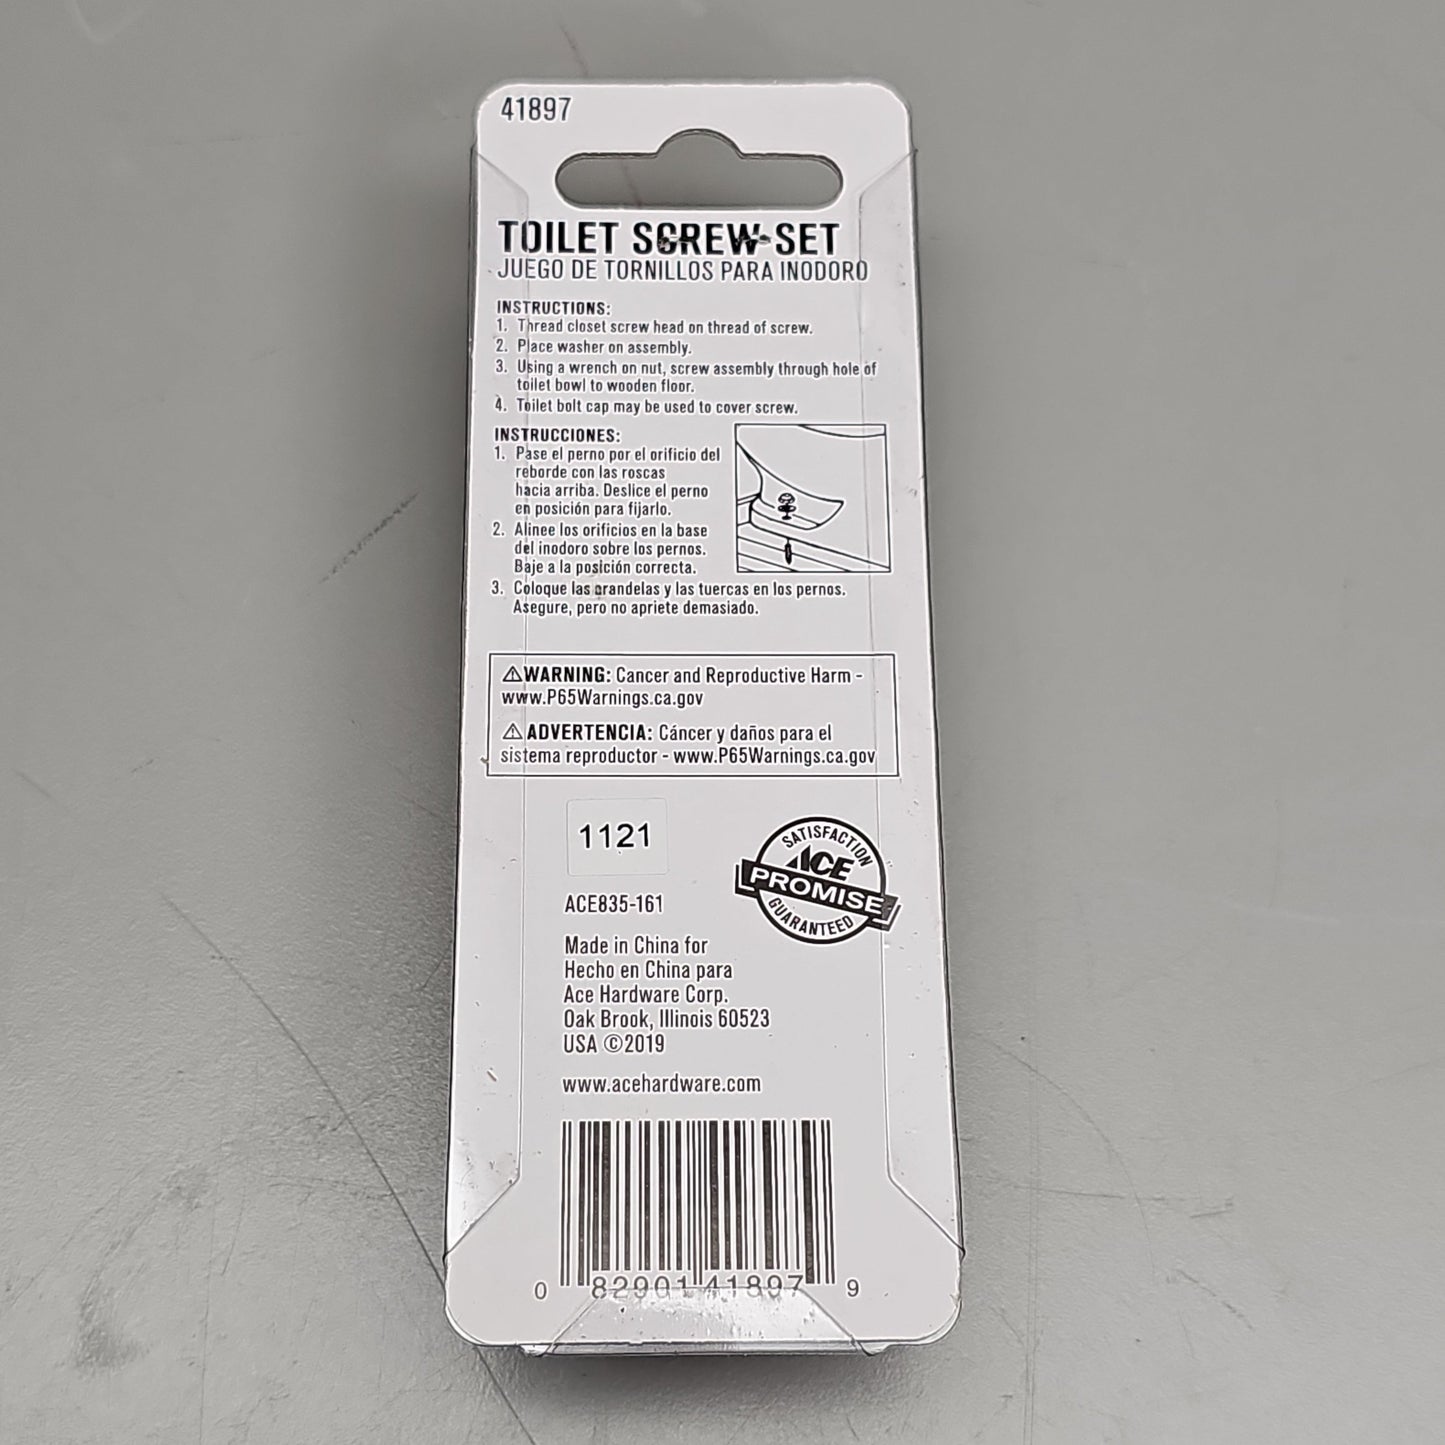 41897
TOILET SCREW SET
JUEGO DE TORNILLOS PARA INODORO
INSTRUCTIONS:
1. Thread closet screw head on thread of screw.
2. Place washer on assembly.
3. Using a wrench on nut, screw assembly through hole of
toilet bowl to wooden floor.
4. Toilet bolt cap may be used to cover screw.
INSTRUCCIONES:
1. Pase el perno por el orificio del
reborde con las roscas
hacia arriba. Deslice el perno
en posición para fijarlo.
2. Alinee los orificios en la base
del inodoro sobre los pernos.
Baje a la posición correcta.
3. Coloque las arandelas y las tuercas en los pernos.
Asegure, pero no apriete demasiado.
⚠WARNING: Cancer and Reproductive Harm -
www.P65Warnings.ca.gov
⚠ADVERTENCIA: Cáncer y daños para el
sistema reproductor - www.P65Warnings.ca.gov
1121
SATISFACTION
ACE
PROMISE
GUARANTEED
ACE835-161
Made in China for
Hecho en China para
Ace Hardware Corp.
Oak Brook, Illinois 60523
USA ©2019
www.acehardware.com
0 82901 41897 9